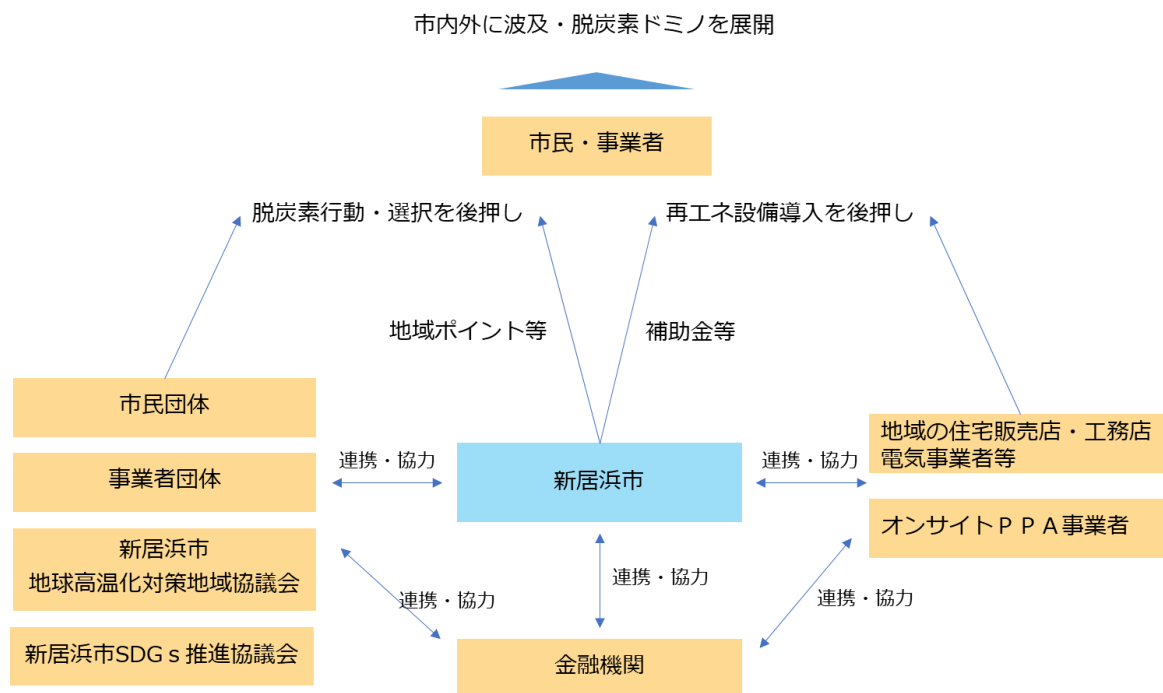 市内外に波及・脱炭素ドミノを展開
市民・事業者
脱炭素行動・選択を後押し
再エネ設備導入を後押し
地域ポイント等
補助金等
市民団体
事業者団体
新居浜市
地球高温化対策地域協議会
新居浜市SDGｓ推進協議会
連携・協力
新居浜市
連携・協力
地域の住宅販売店・工務店
電気事業者等
オンサイトＰＰＡ事業者
連携・協力
連携・協力
連携・協力
金融機関